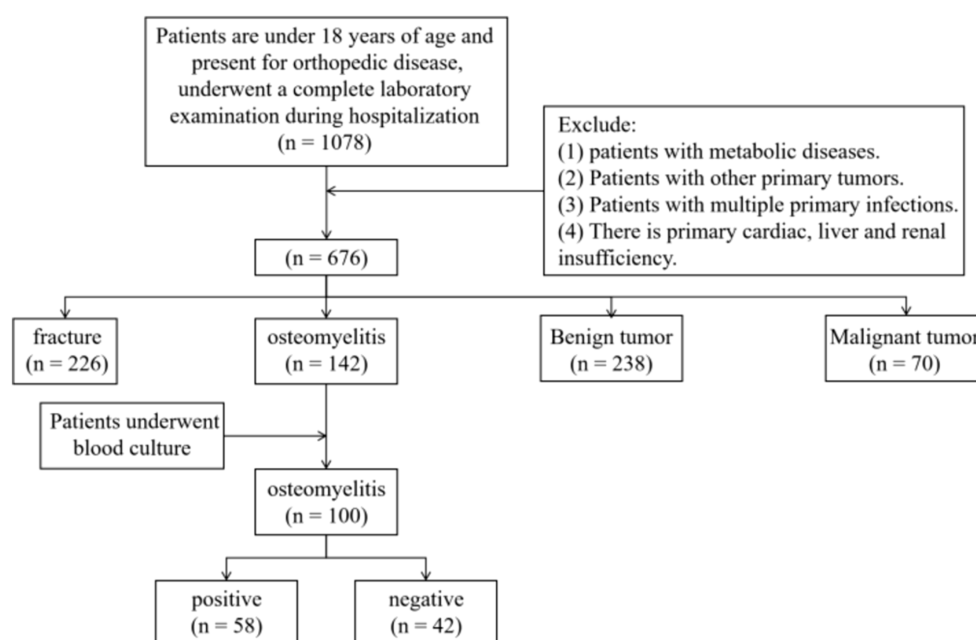 Patients are under 18 years of age and
present for orthopedic disease,
underwent a complete laboratory
examination during hospitalization
(n = 1078)
Exclude:
(1) patients with metabolic diseases.
(2) Patients with other primary tumors.
(3) Patients with multiple primary infections.
(4) There is primary cardiac, liver and renal
insufficiency.
(n = 676)
fracture
(n = 226)
osteomyelitis
(n = 142)
Benign tumor
(n = 238)
Malignant tumor
(n = 70)
Patients underwent
blood culture
osteomyelitis
(n = 100)
positive
(n = 58)
negative
(n = 42)